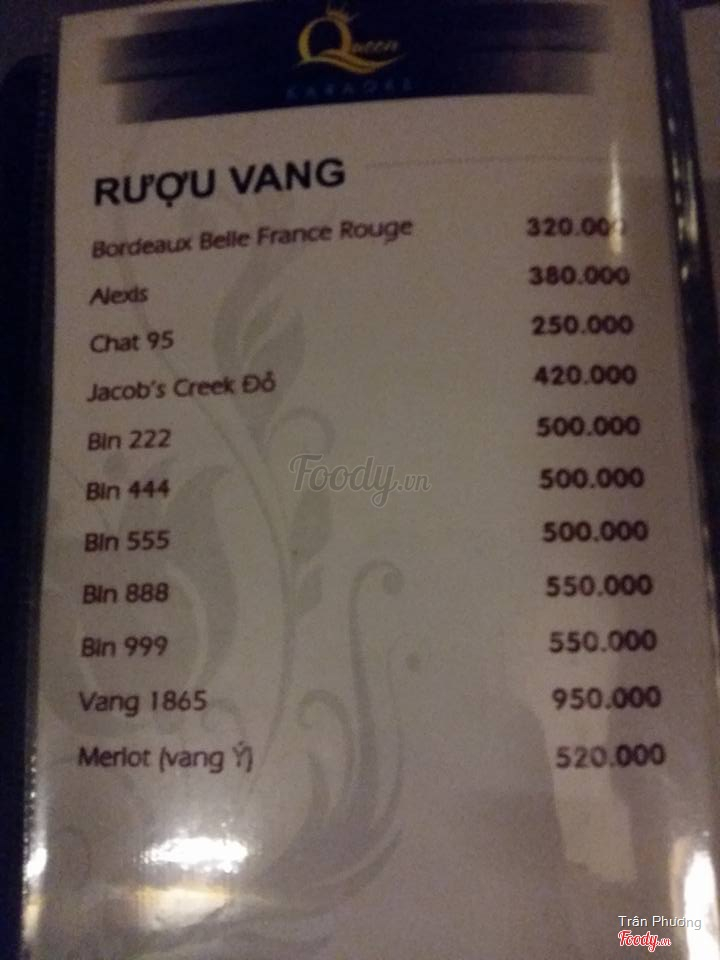 Queen
KARAOKE
RƯỢU VANG
Bordeaux Belle France Rouge 320.000
Alexis 380.000
Chat 95 250.000
Jacob's Creek Đỏ 420.000
Bin 222 500.000
Bin 444 500.000
Bin 555 500.000
Bin 888 550.000
Bin 999 550.000
Vang 1865 950.000
Merlot (vang Ý) 520.000
Foody.vn
Trân Phương
Foody.vn